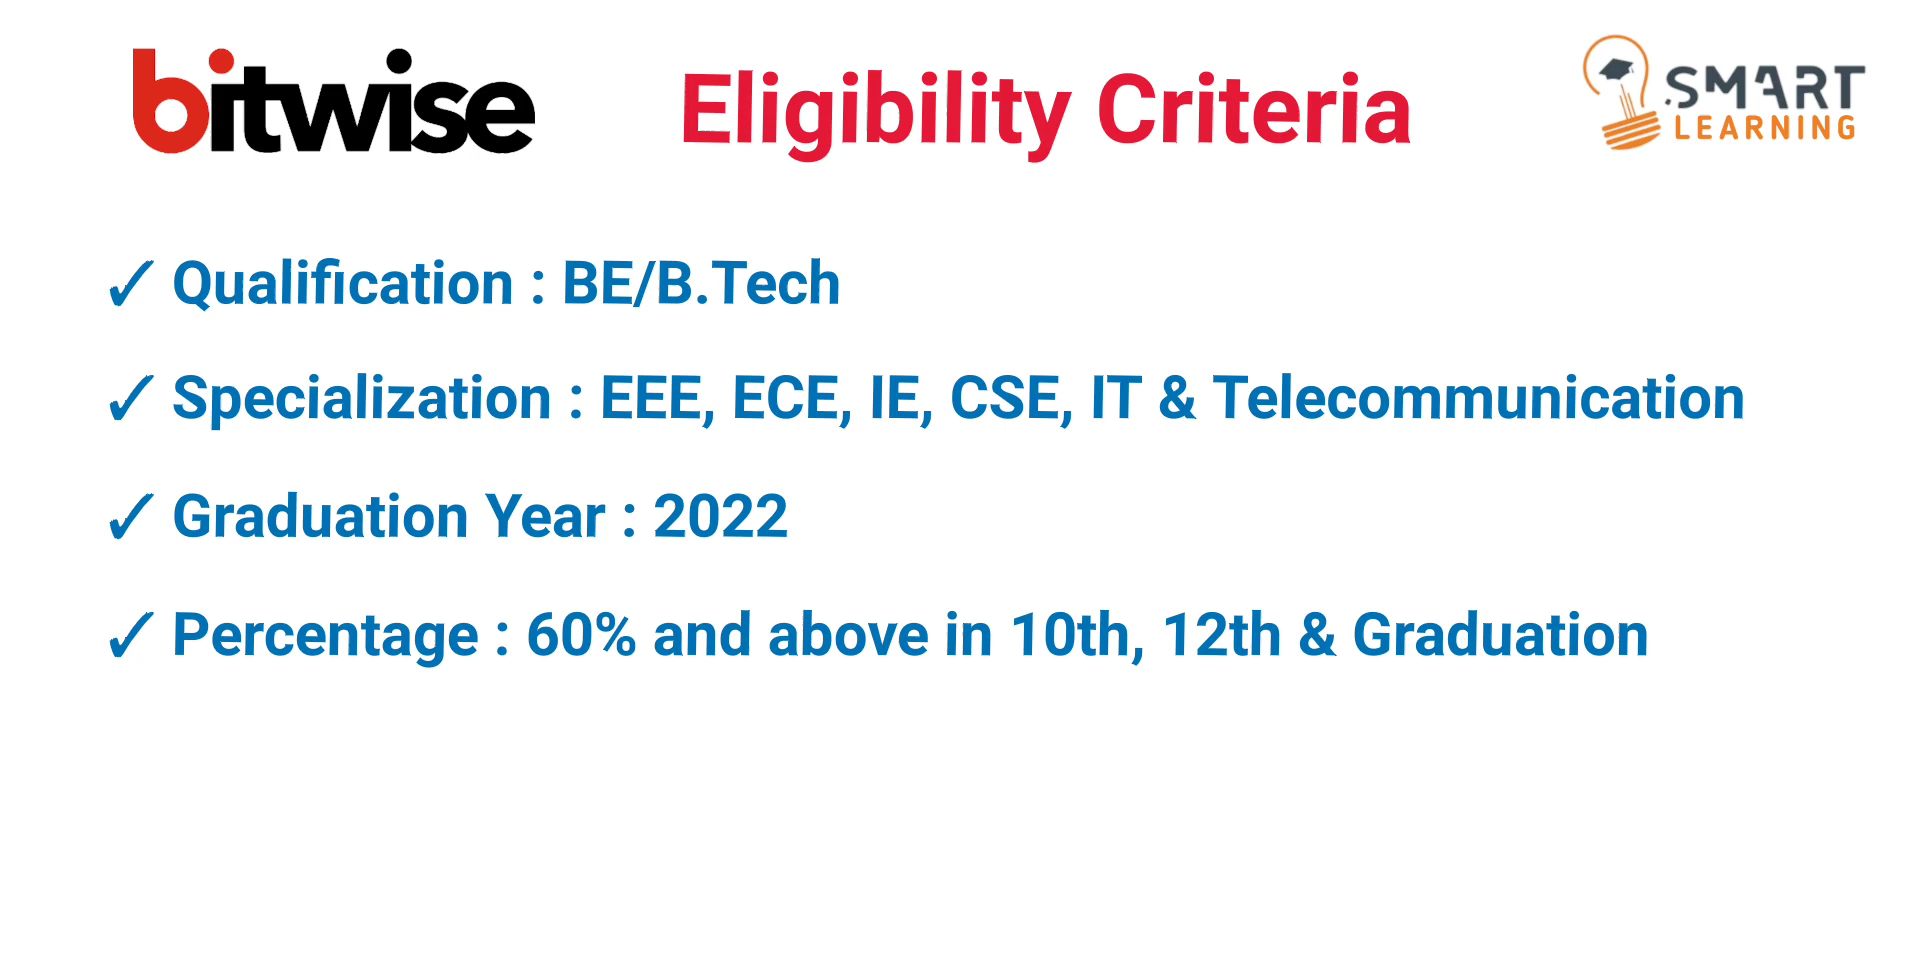 bitwise
Eligibility Criteria
SMART
LEARNING
✓ Qualification : BE/B.Tech
✓ Specialization : EEE, ECE, IE, CSE, IT & Telecommunication
✓ Graduation Year : 2022
✓ Percentage : 60% and above in 10th, 12th & Graduation